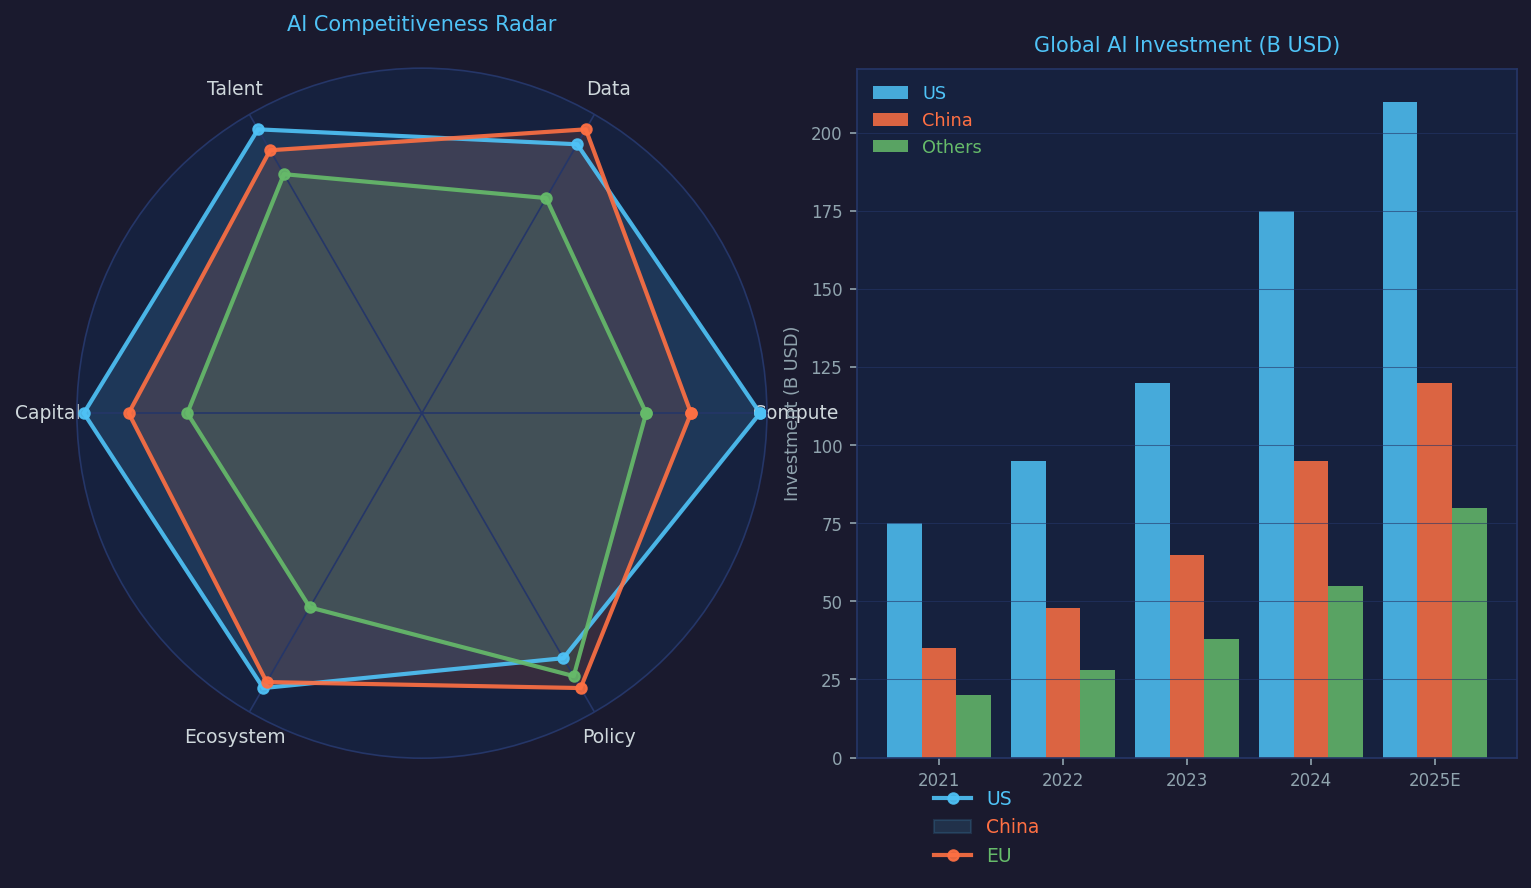 AI Competitiveness Radar
Talent
Data
Capital
Compute
Ecosystem
Policy
Global AI Investment (B USD)
US
China
Others
Investment (B USD)
200
175
150
125
100
75
50
25
0
2021
2022
2023
2024
2025E
US
China
EU